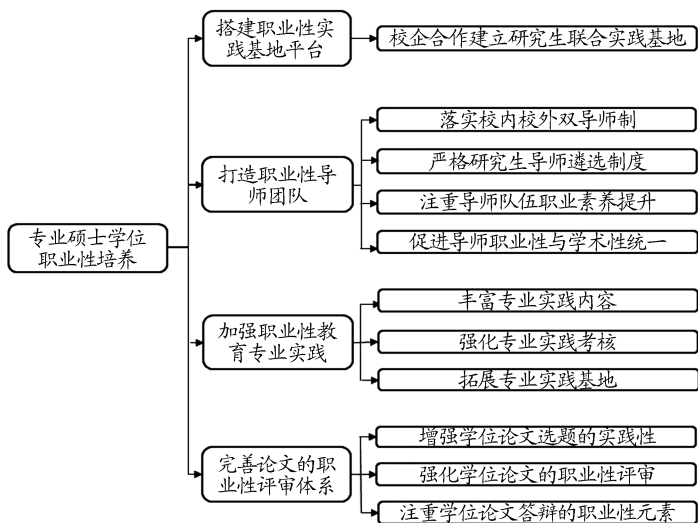 搭建职业性实
践基地平台
校企合作建立研究生联合实践基地
落实校内校外双导师制
严格研究生导师遴选制度
打造职业性导
师团队
注重导师队伍职业素养提升
促进导师职业性与学术性统一
专业硕士学位
职业性培养
丰富专业实践内容
加强职业性教
育专业实践
强化专业实践考核
拓展专业实践基地
增强学位论文选题的实践性
完善论文的职
业性评审体系
强化学位论文的职业性评审
注重学位论文答辩的职业性元素